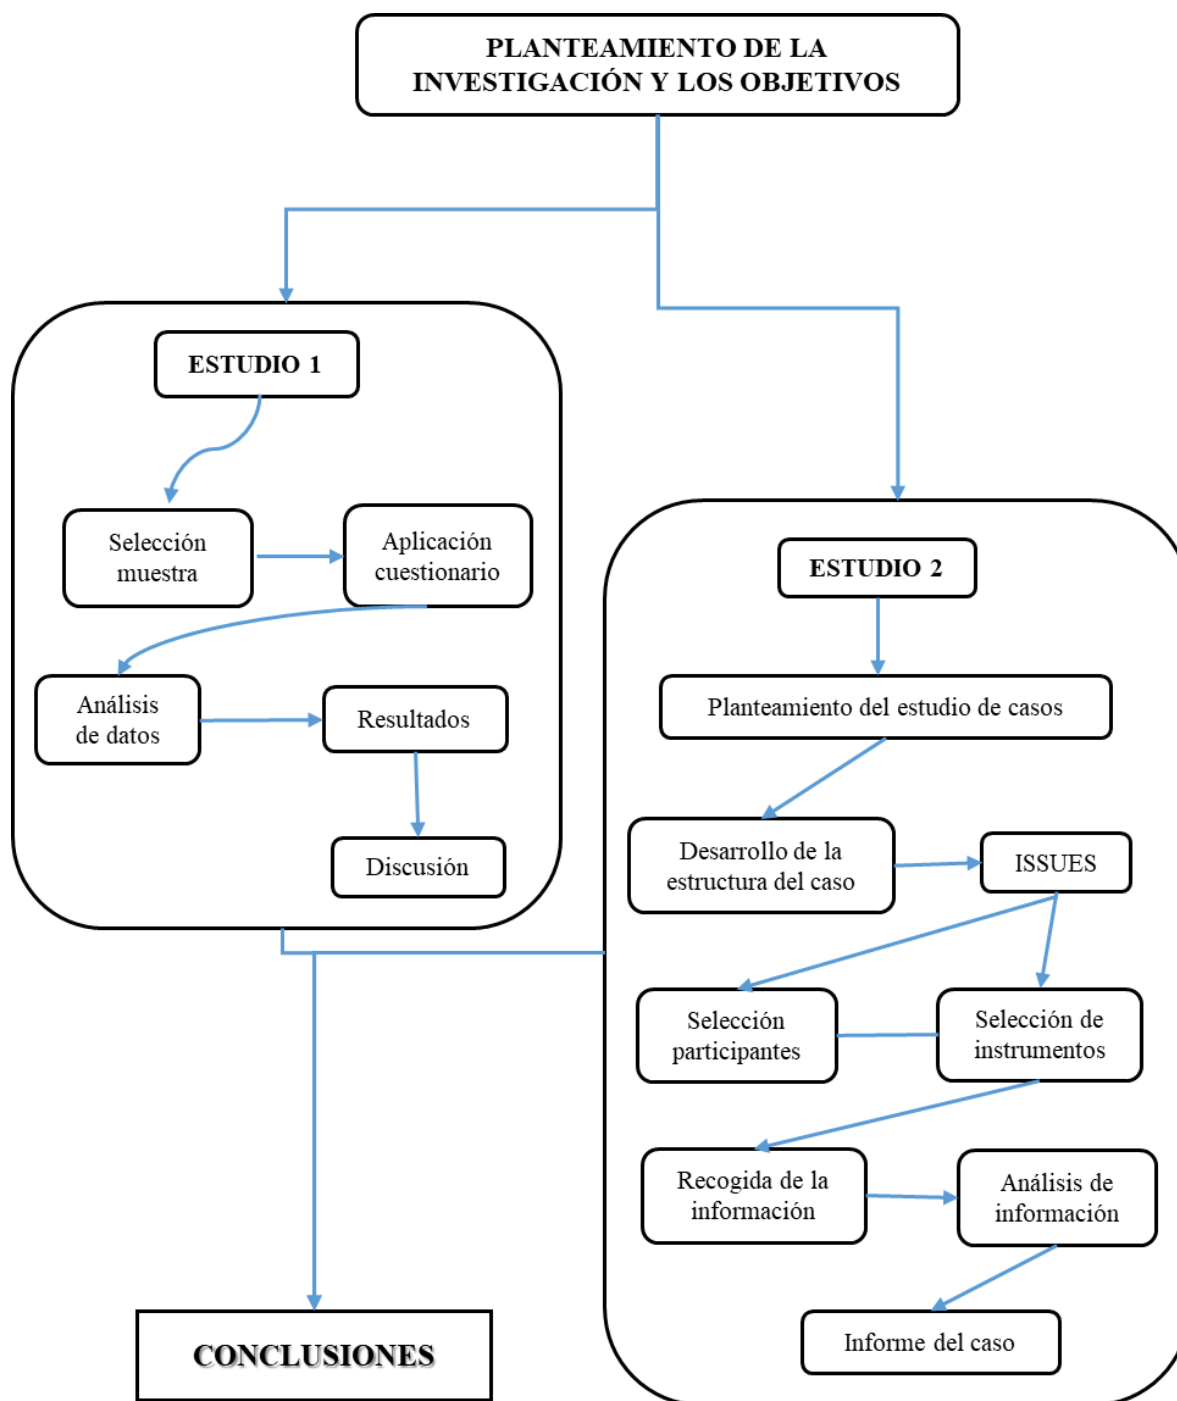 PLANTEAMIENTO DE LA
INVESTIGACIÓN Y LOS OBJETIVOS
ESTUDIO 1
Selección
muestra
Aplicación
cuestionario
Análisis
de datos
Resultados
Discusión
ESTUDIO 2
Planteamiento del estudio de casos
Desarrollo de la
estructura del caso
ISSUES
Selección
participantes
Selección de
instrumentos
Recogida de la
información
Análisis de
información
Informe del caso
CONCLUSIONES